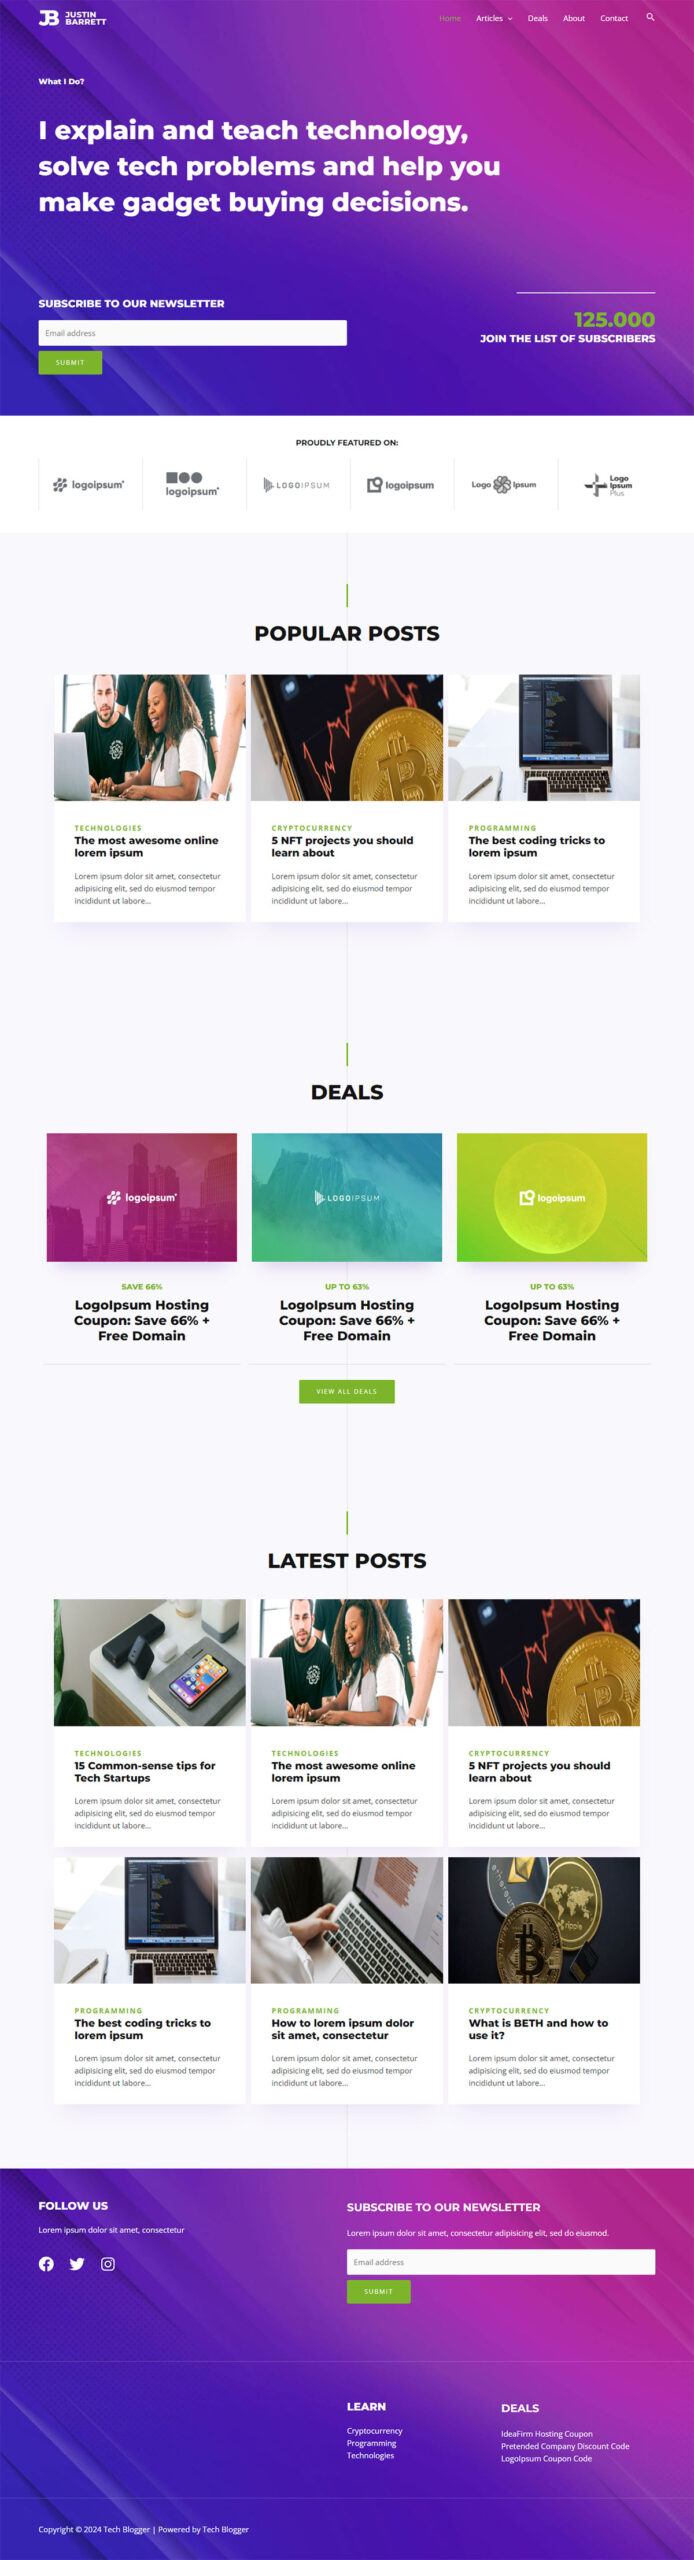 JUSTIN
BARRETT
Home Articles Deals About Contact
What I Do?
I explain and teach technology,
solve tech problems and help you
make gadget buying decisions.
SUBSCRIBE TO OUR NEWSLETTER
Email address
SUBMIT
125.000
JOIN THE LIST OF SUBSCRIBERS
PROUDLY FEATURED ON:
logoipsum
logoipsum
LOGOIPSUM
logoipsum
Logo Ipsum
Logo
Ipsum
Plus
POPULAR POSTS
TECHNOLOGIES
The most awesome online
lorem ipsum
Lorem ipsum dolor sit amet, consectetur
adipisicing elit, sed do eiusmod tempor
incididunt ut labore...
CRYPTOCURRENCY
5 NFT projects you should
learn about
Lorem ipsum dolor sit amet, consectetur
adipisicing elit, sed do eiusmod tempor
incididunt ut labore...
PROGRAMMING
The best coding tricks to
lorem ipsum
Lorem ipsum dolor sit amet, consectetur
adipisicing elit, sed do eiusmod tempor
incididunt ut labore...
DEALS
logoipsum
SAVE 66%
LogoIpsum Hosting
Coupon: Save 66% +
Free Domain
LOGOIPSUM
UP TO 63%
LogoIpsum Hosting
Coupon: Save 66% +
Free Domain
logoipsum
UP TO 63%
LogoIpsum Hosting
Coupon: Save 66% +
Free Domain
VIEW ALL DEALS
LATEST POSTS
TECHNOLOGIES
15 Common-sense tips for
Tech Startups
Lorem ipsum dolor sit amet, consectetur
adipisicing elit, sed do eiusmod tempor
incididunt ut labore...
TECHNOLOGIES
The most awesome online
lorem ipsum
Lorem ipsum dolor sit amet, consectetur
adipisicing elit, sed do eiusmod tempor
incididunt ut labore...
CRYPTOCURRENCY
5 NFT projects you should
learn about
Lorem ipsum dolor sit amet, consectetur
adipisicing elit, sed do eiusmod tempor
incididunt ut labore...
PROGRAMMING
The best coding tricks to
lorem ipsum
Lorem ipsum dolor sit amet, consectetur
adipisicing elit, sed do eiusmod tempor
incididunt ut labore...
PROGRAMMING
How to lorem ipsum dolor
sit amet, consectetur
Lorem ipsum dolor sit amet, consectetur
adipisicing elit, sed do eiusmod tempor
incididunt ut labore...
ripple
CRYPTOCURRENCY
What is BETH and how to
use it?
Lorem ipsum dolor sit amet, consectetur
adipisicing elit, sed do eiusmod tempor
incididunt ut labore...
FOLLOW US
Lorem ipsum dolor sit amet, consectetur
SUBSCRIBE TO OUR NEWSLETTER
Lorem ipsum dolor sit amet, consectetur adipisicing elit, sed do eiusmod.
Email address
SUBMIT
LEARN
Cryptocurrency
Programming
Technologies
DEALS
IdeaFirm Hosting Coupon
Pretended Company Discount Code
LogoIpsum Coupon Code
Copyright © 2024 Tech Blogger | Powered by Tech Blogger